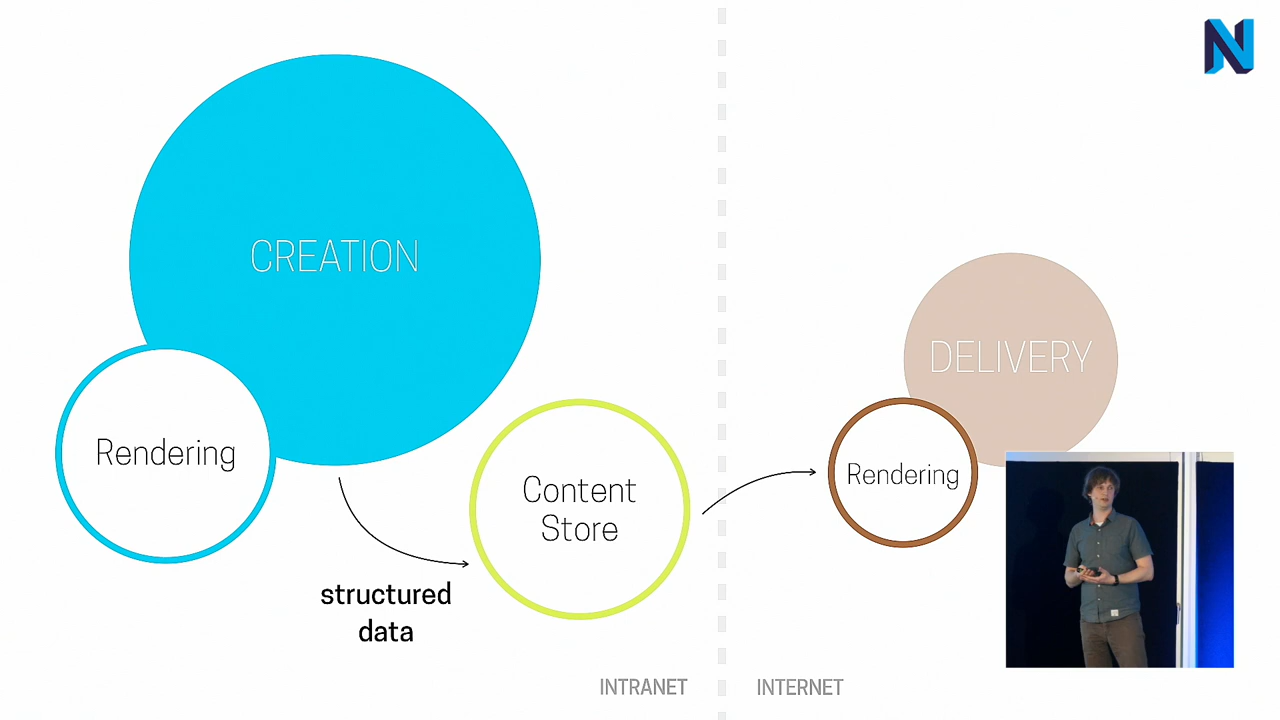 CREATION
Rendering
Content
Store
structured
data
DELIVERY
Rendering
INTRANET
INTERNET